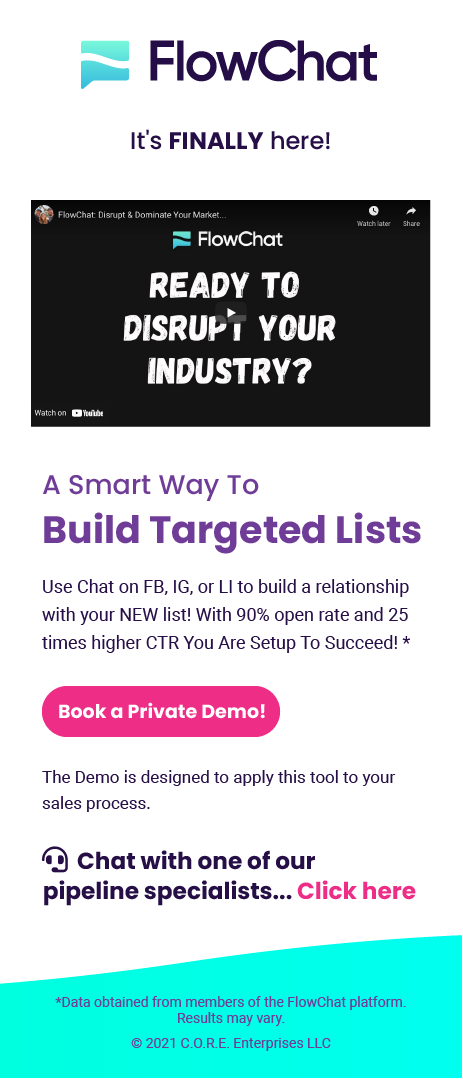 FlowChat
It's FINALLY here!
FlowChat: Disrupt & Dominate Your Market...
Watch later
Share
FlowChat
READY TO
DISRUPT YOUR
INDUSTRY?
Watch on YouTube
A Smart Way To
Build Targeted Lists
Use Chat on FB, IG, or LI to build a relationship
with your NEW list! With 90% open rate and 25
times higher CTR You Are Setup To Succeed! *
Book a Private Demo!
The Demo is designed to apply this tool to your
sales process.
Chat with one of our
pipeline specialists... Click here
*Data obtained from members of the FlowChat platform.
Results may vary.
© 2021 C.O.R.E. Enterprises LLC